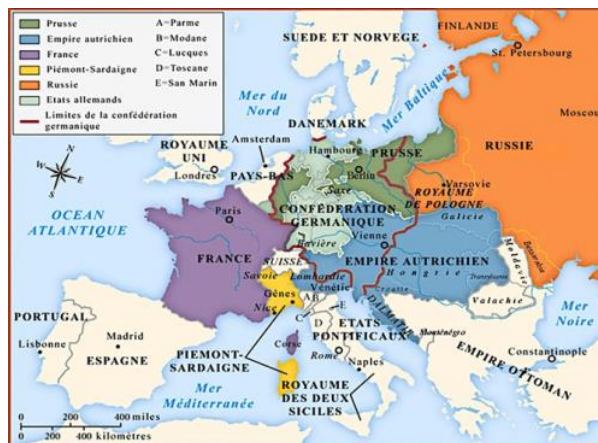 Prusse
Empire autrichien
France
Piémont-Sardaigne
Russie
Etats allemands
Limites de la confédération
germanique
A=Parme
B=Modane
C=Lucques
D=Toscane
E=San Marin
FINLANDE
St. Petersbourg
SUEDE ET NORVEGE
Mer Baltique
Moscou
Mer du
Nord
DANEMARK
RUSSIE
ROYAUME
UNI
Londres
Amsterdam
PAYS-BAS
Hambourg
PRUSSE
Berlin
Saxe
Varsovie
ROYAUME
DE POLOGNE
N
W
E
S
OCEAN
ATLANTIQUE
Paris
FRANCE
CONFÉDÉRATION
GERMANIQUE
Bavière
Vienne
Galicie
EMPIRE AUTRICHIEN
Hongrie
Transylvanie
Croatie
Moldavie
Bessarabie
Valachie
SUISSE
Savoie
Lombardie
Vénétie
Gênes
Nice
A
B
C
D
E
DALMATIE
Monténégro
Mer
Noire
PORTUGAL
Lisbonne
Madrid
ESPAGNE
PIEMONT-
SARDAIGNE
Corse
ETATS
PONTIFICAUX
Rome
Naples
ROYAUME
DES DEUX
SICILES
Constantinople
EMPIRE OTTOMAN
Mer
Méditerranée
0 200 400 miles
0 200 400 kilomètres